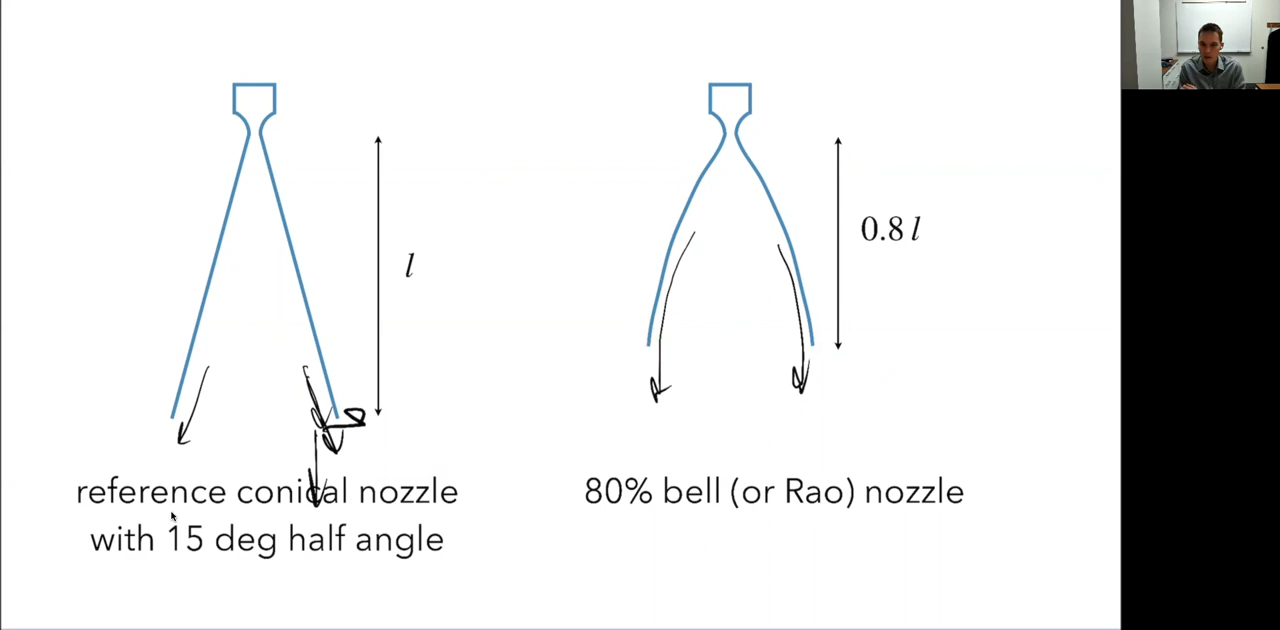 l
0.8 l
reference conical nozzle
with 15 deg half angle
80% bell (or Rao) nozzle